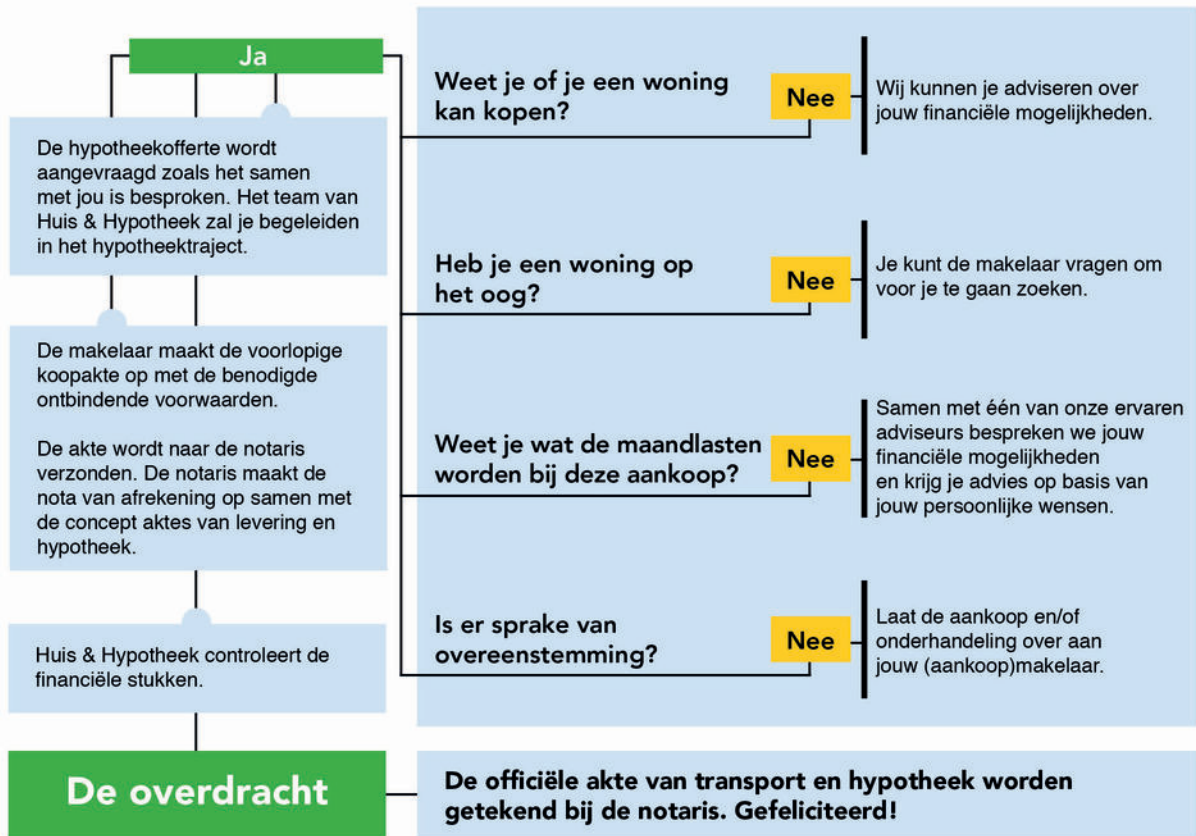 Ja
De hypotheekofferte wordt
aangevraagd zoals het samen
met jou is besproken. Het team van
Huis & Hypotheek zal je begeleiden
in het hypotheektraject.
De makelaar maakt de voorlopige
koopakte op met de benodigde
ontbindende voorwaarden.
De akte wordt naar de notaris
verzonden. De notaris maakt de
nota van afrekening op samen met
de concept aktes van levering en
hypotheek.
Huis & Hypotheek controleert de
financiële stukken.
Weet je of je een woning
kan kopen?
Nee
Wij kunnen je adviseren over
jouw financiële mogelijkheden.
Heb je een woning op
het oog?
Nee
Je kunt de makelaar vragen om
voor je te gaan zoeken.
Weet je wat de maandlasten
worden bij deze aankoop?
Nee
Samen met één van onze ervaren
adviseurs bespreken we jouw
financiële mogelijkheden
en krijg je advies op basis van
jouw persoonlijke wensen.
Is er sprake van
overeenstemming?
Nee
Laat de aankoop en/of
onderhandeling over aan
jouw (aankoop)makelaar.
De overdracht
De officiële akte van transport en hypotheek worden
getekend bij de notaris. Gefeliciteerd!